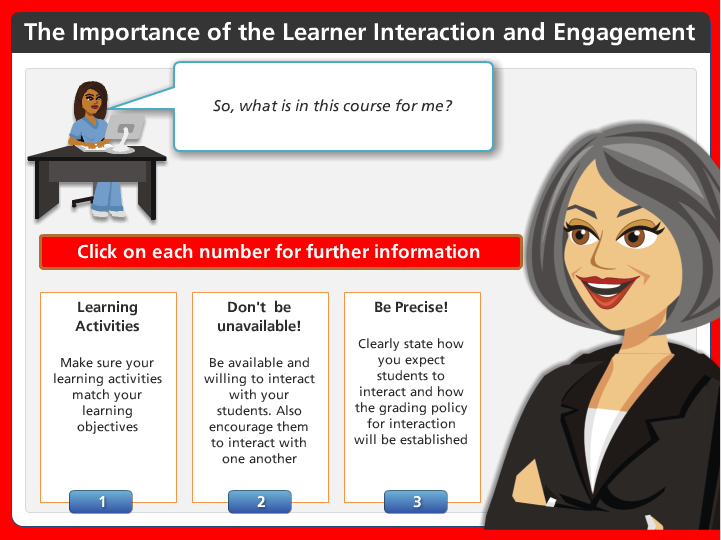 The Importance of the Learner Interaction and Engagement
So, what is in this course for me?
Click on each number for further information
Learning
Activities
Make sure your
learning activities
match your
learning
objectives
1
Don't  be
unavailable!
Be available and
willing to interact
with your
students. Also
encourage them
to interact with
one another
2
Be Precise!
Clearly state how
you expect
students to
interact and how
the grading policy
for interaction
will be established
3